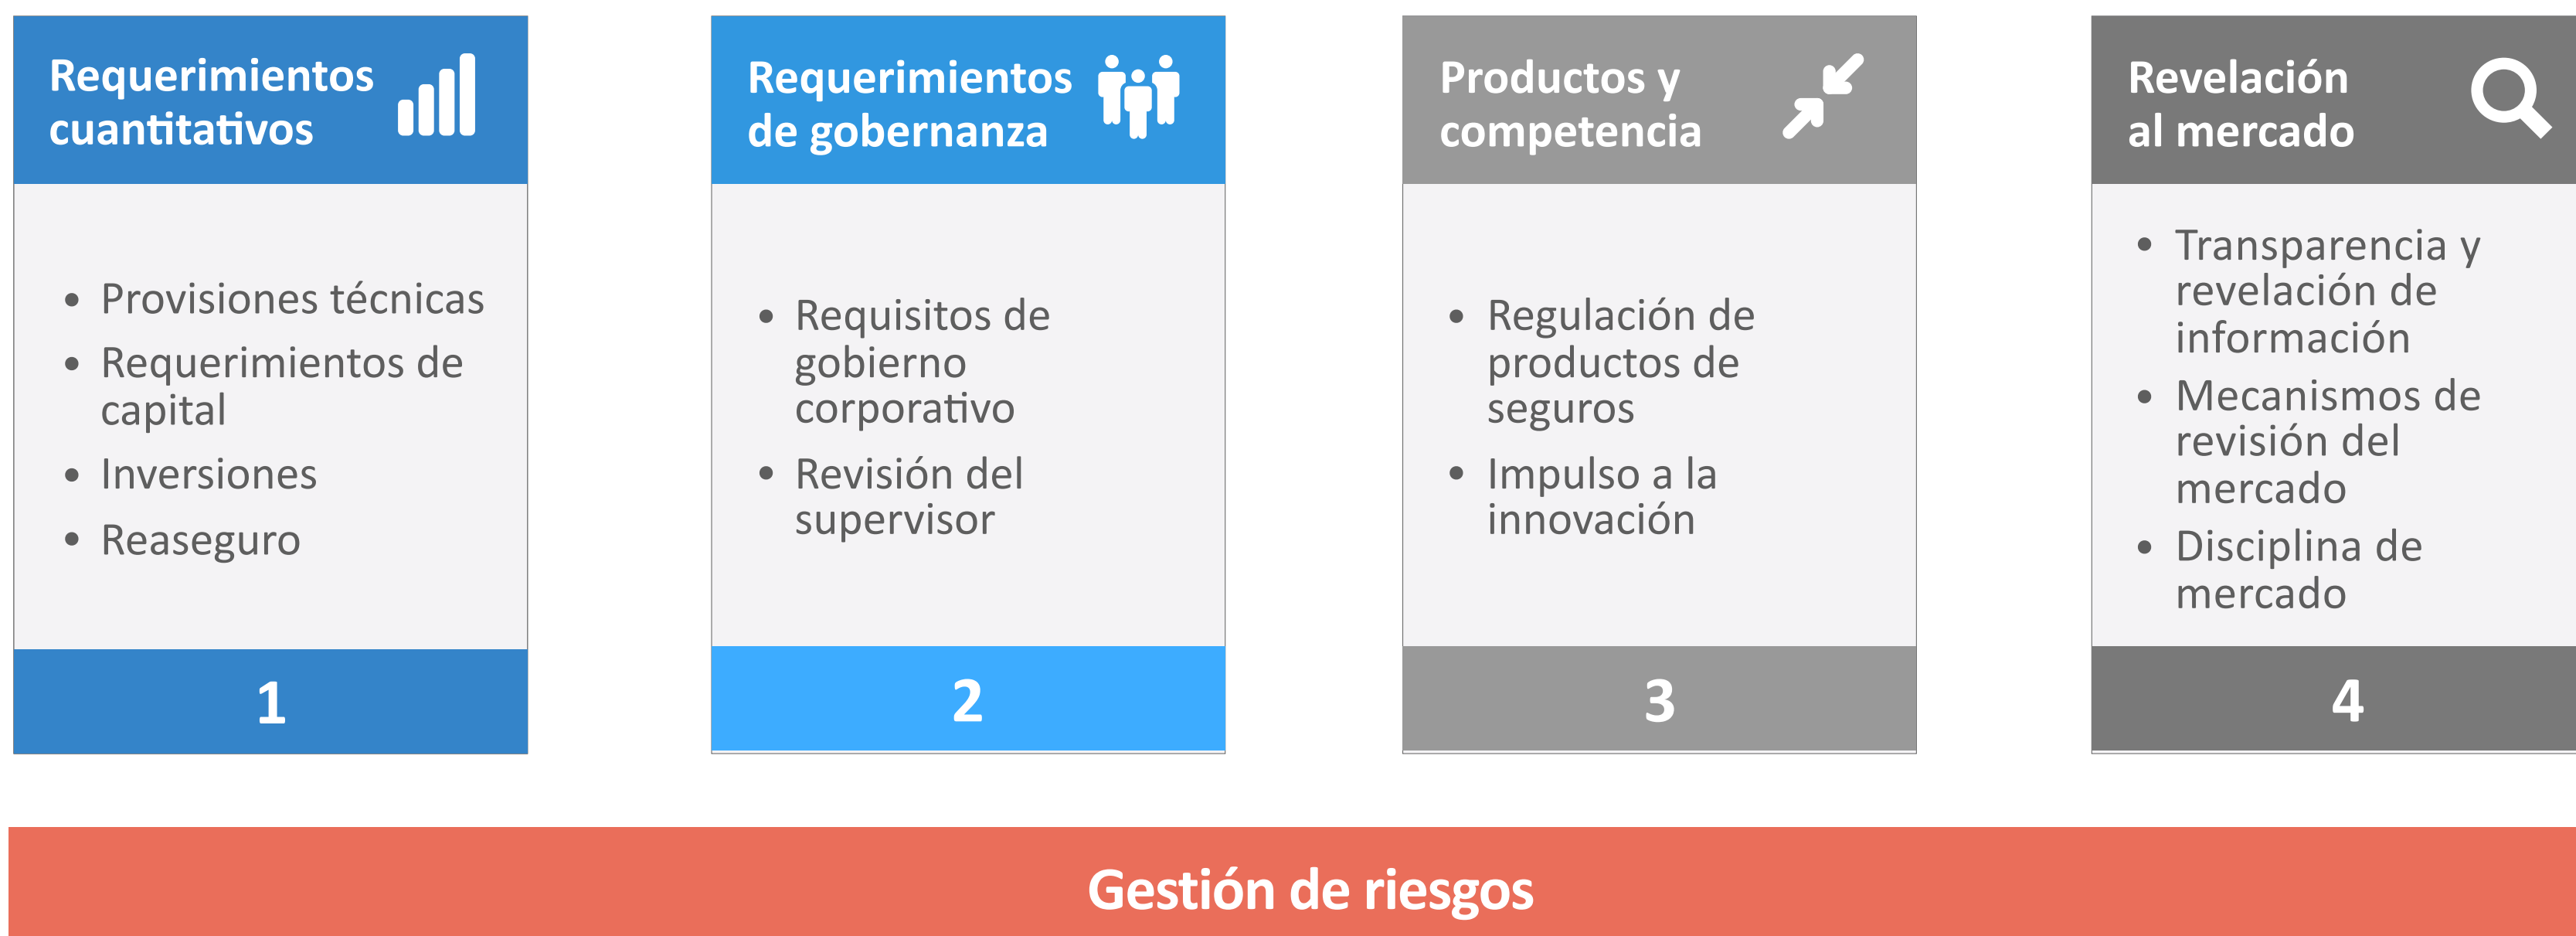 Requerimientos
cuantitativos
• Provisiones técnicas
• Requerimientos de
capital
• Inversiones
• Reaseguro
1
Requerimientos
de gobernanza
• Requisitos de
gobierno
corporativo
• Revisión del
supervisor
2
Productos y
competencia
• Regulación de
productos de
seguros
• Impulso a la
innovación
3
Revelación
al mercado
• Transparencia y
revelación de
información
• Mecanismos de
revisión del
mercado
• Disciplina de
mercado
4
Gestión de riesgos